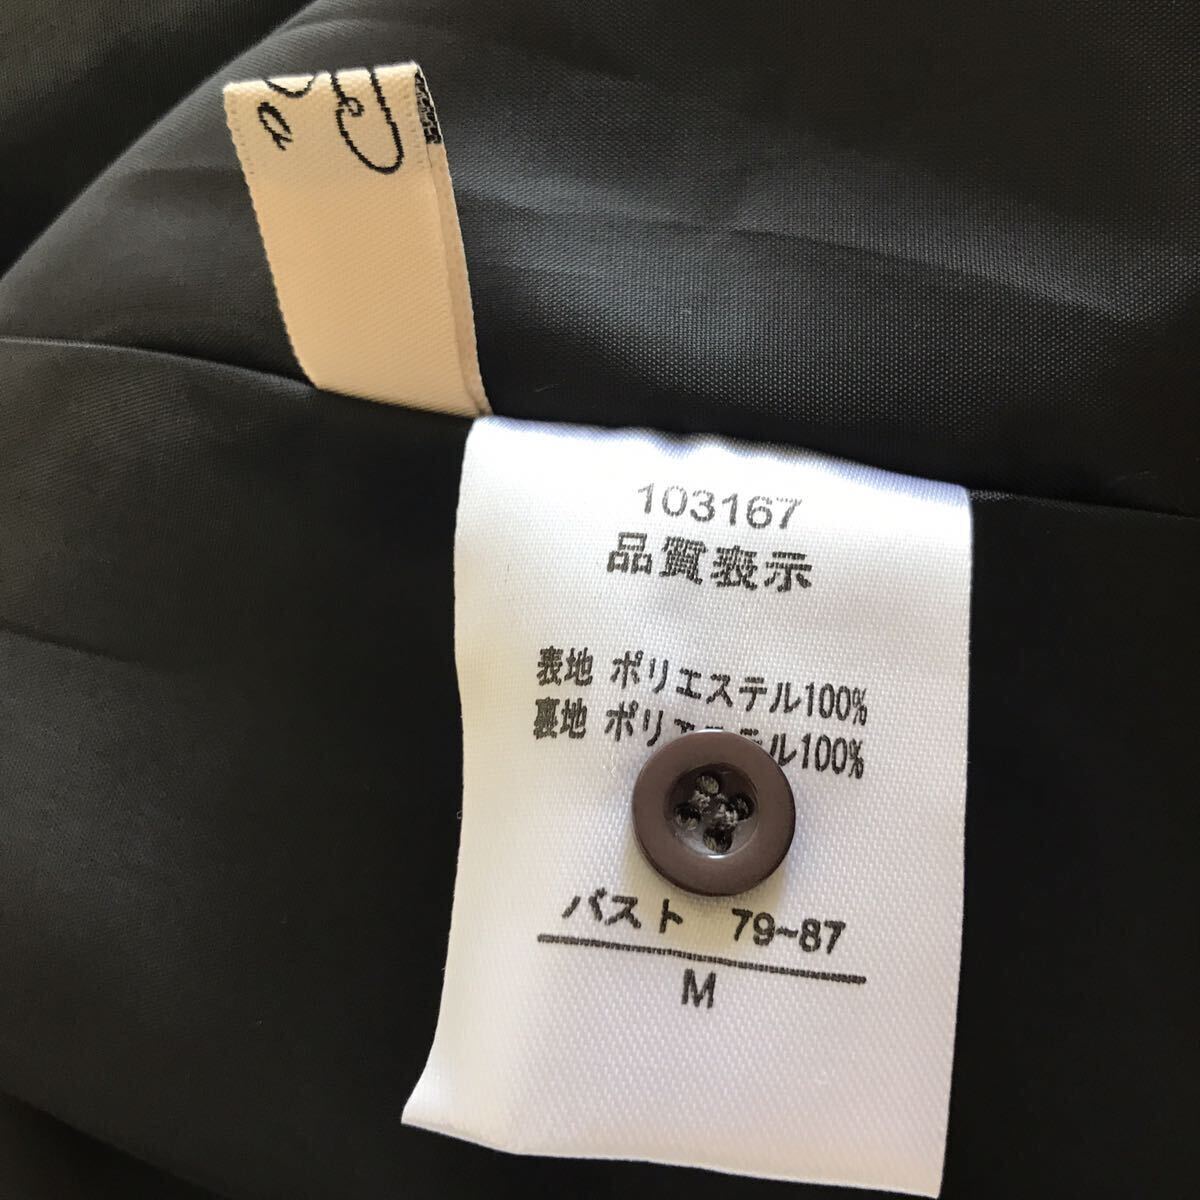 103167
品質表示
表地 ポリエステル100%
裏地 ポリエステル100%
バスト 79~87
M